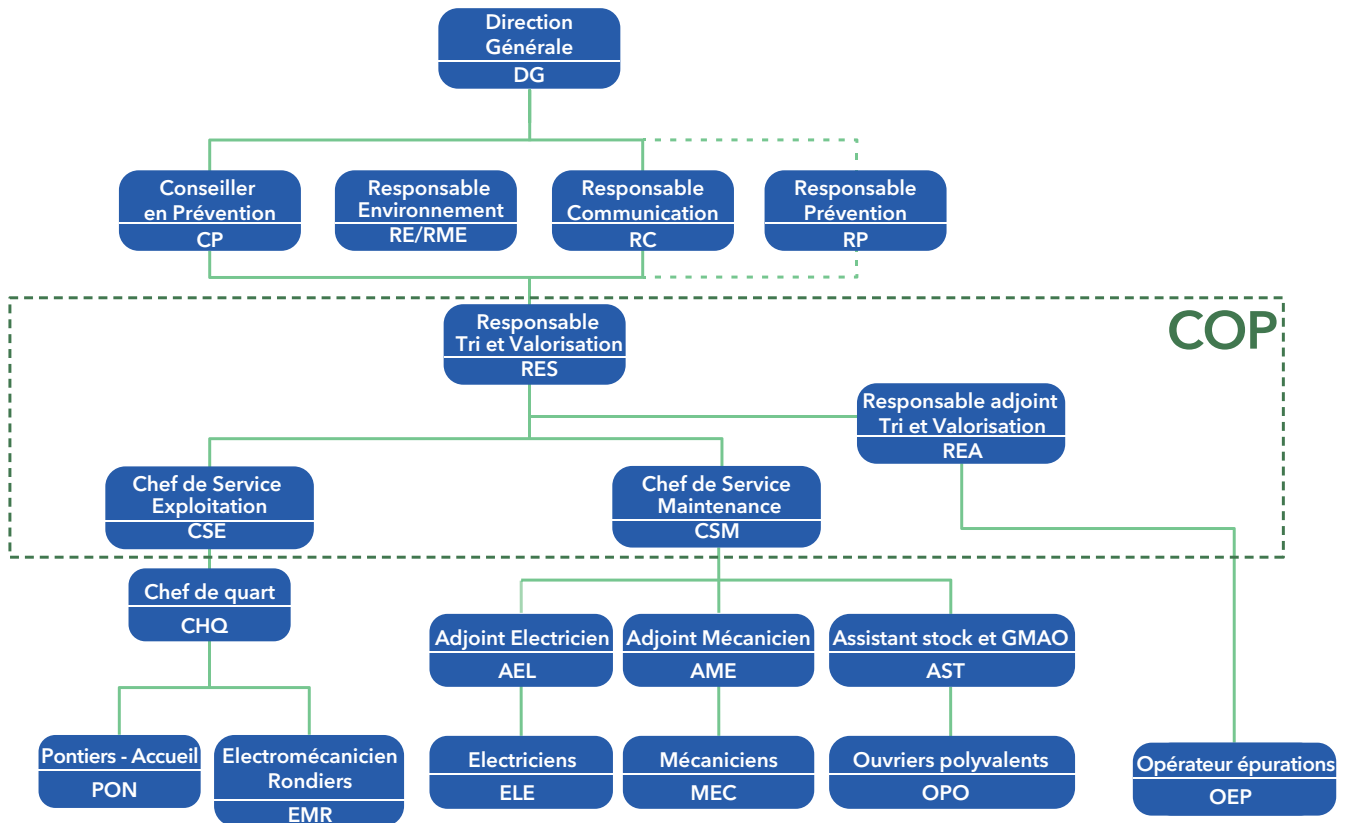 Direction
Générale
DG
Conseiller
en Prévention
CP
Responsable
Environnement
RE/RME
Responsable
Communication
RC
Responsable
Prévention
RP
COP
Responsable
Tri et Valorisation
RES
Responsable adjoint
Tri et Valorisation
REA
Chef de Service
Exploitation
CSE
Chef de Service
Maintenance
CSM
Chef de quart
CHQ
Adjoint Electricien
AEL
Adjoint Mécanicien
AME
Assistant stock et GMAO
AST
Pontiers - Accueil
PON
Electromécanicien
Rondiers
EMR
Electriciens
ELE
Mécaniciens
MEC
Ouvriers polyvalents
OPO
Opérateur épurations
OEP